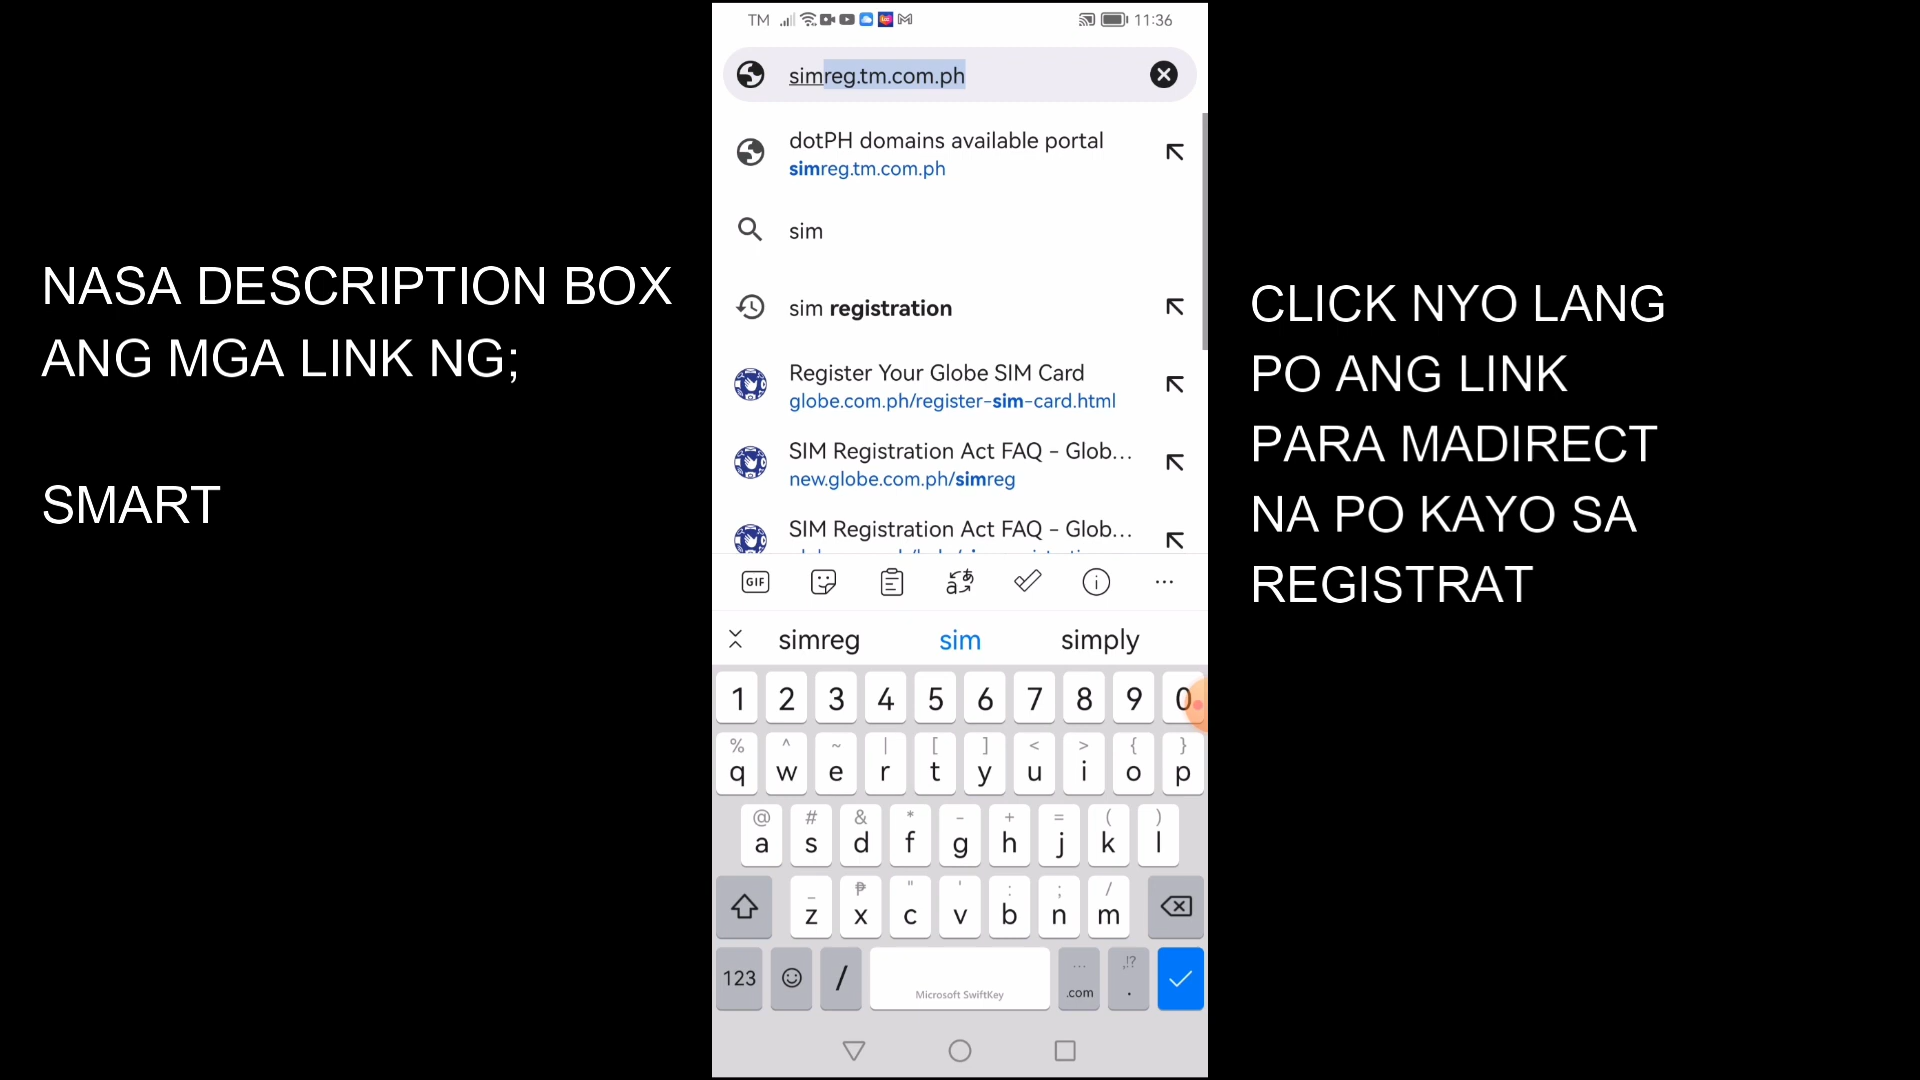 NASA DESCRIPTION BOX
ANG MGA LINK NG;
SMART
TM 11:36
simreg.tm.com.ph
dotPH domains available portal
simreg.tm.com.ph
sim
sim registration
Register Your Globe SIM Card
globe.com.ph/register-sim-card.html
SIM Registration Act FAQ - Glob...
new.globe.com.ph/simreg
SIM Registration Act FAQ - Glob...
GIF
simreg sim simply
1 2 3 4 5 6 7 8 9 0
% ^ ~ | [ ] < > { }
q w e r t y u i o p
@ # & * - + = ( )
a s d f g h j k l
_ ₱ " ' : ; /
z x c v b n m
123 / Microsoft SwiftKey ... .com ,!? .
CLICK NYO LANG
PO ANG LINK
PARA MADIRECT
NA PO KAYO SA
REGISTRAT